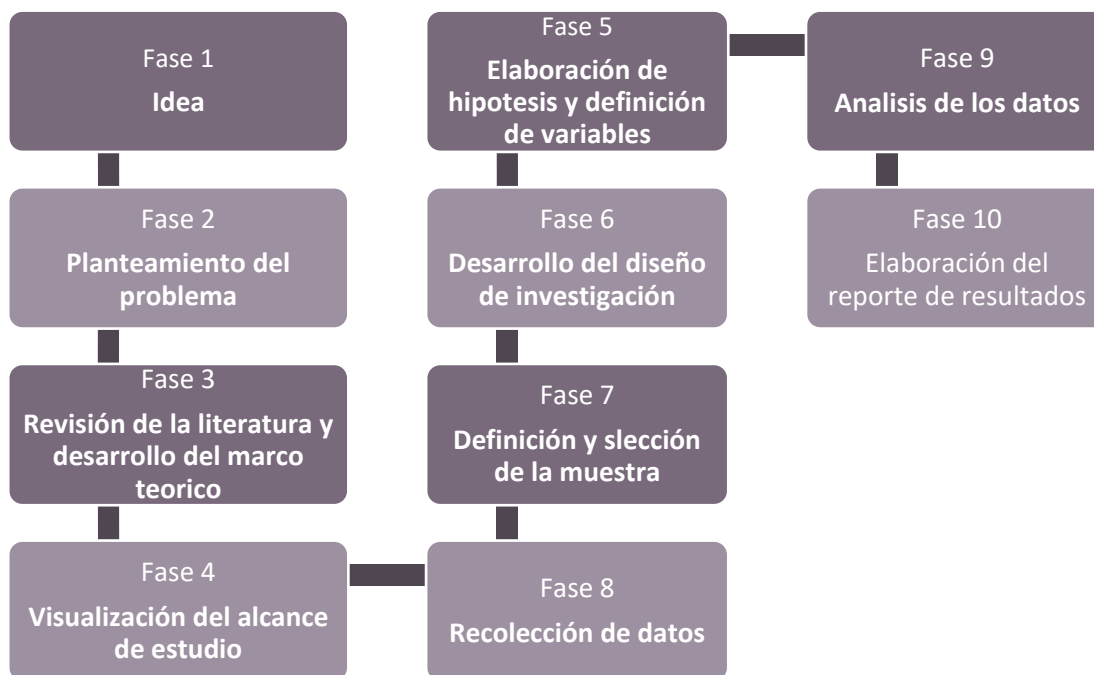 Fase 1
Idea
Fase 2
Planteamiento del
problema
Fase 3
Revisión de la literatura y
desarrollo del marco
teorico
Fase 4
Visualización del alcance
de estudio
Fase 5
Elaboración de
hipotesis y definición
de variables
Fase 6
Desarrollo del diseño
de investigación
Fase 7
Definición y slección
de la muestra
Fase 8
Recolección de datos
Fase 9
Analisis de los datos
Fase 10
Elaboración del
reporte de resultados